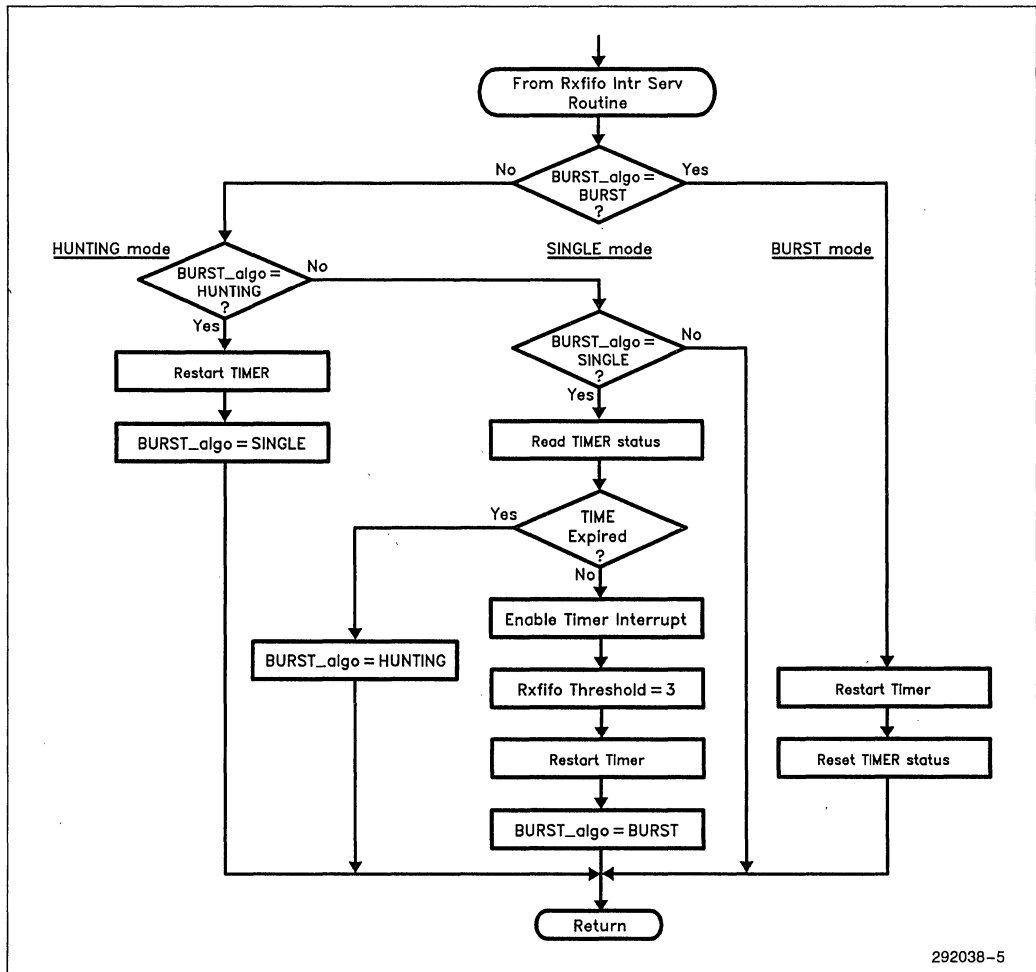 From Rxfifo Intr Serv
Routine
No
Yes
BURST_algo =
BURST
?
HUNTING mode
SINGLE mode
BURST mode
BURST_algo =
HUNTING
?
No
Yes
BURST_algo =
SINGLE
?
No
Yes
Restart TIMER
BURST_algo = SINGLE
Read TIMER status
Yes
TIME
Expired
?
No
Enable Timer Interrupt
BURST_algo = HUNTING
Rxfifo Threshold = 3
Restart Timer
Restart Timer
Reset TIMER status
BURST_algo = BURST
Return
292038-5